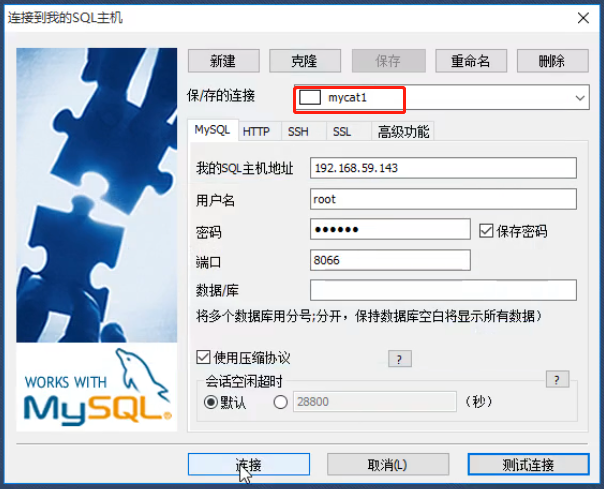 连接到我的SQL主机
新建 克隆 保存 重命名 删除
保/存的连接 mycat1
MySQL HTTP SSH SSL 高级功能
我的SQL主机地址 192.168.59.143
用户名 root
密码 ●●●●●● 保存密码
端口 8066
数据/库
将多个数据库用分号;分开，保持数据库空白将显示所有数据）
使用压缩协议 ?
会话空闲超时 ?
默认 28800 （秒）
WORKS WITH
MySQL®
连接 取消(L) 测试连接